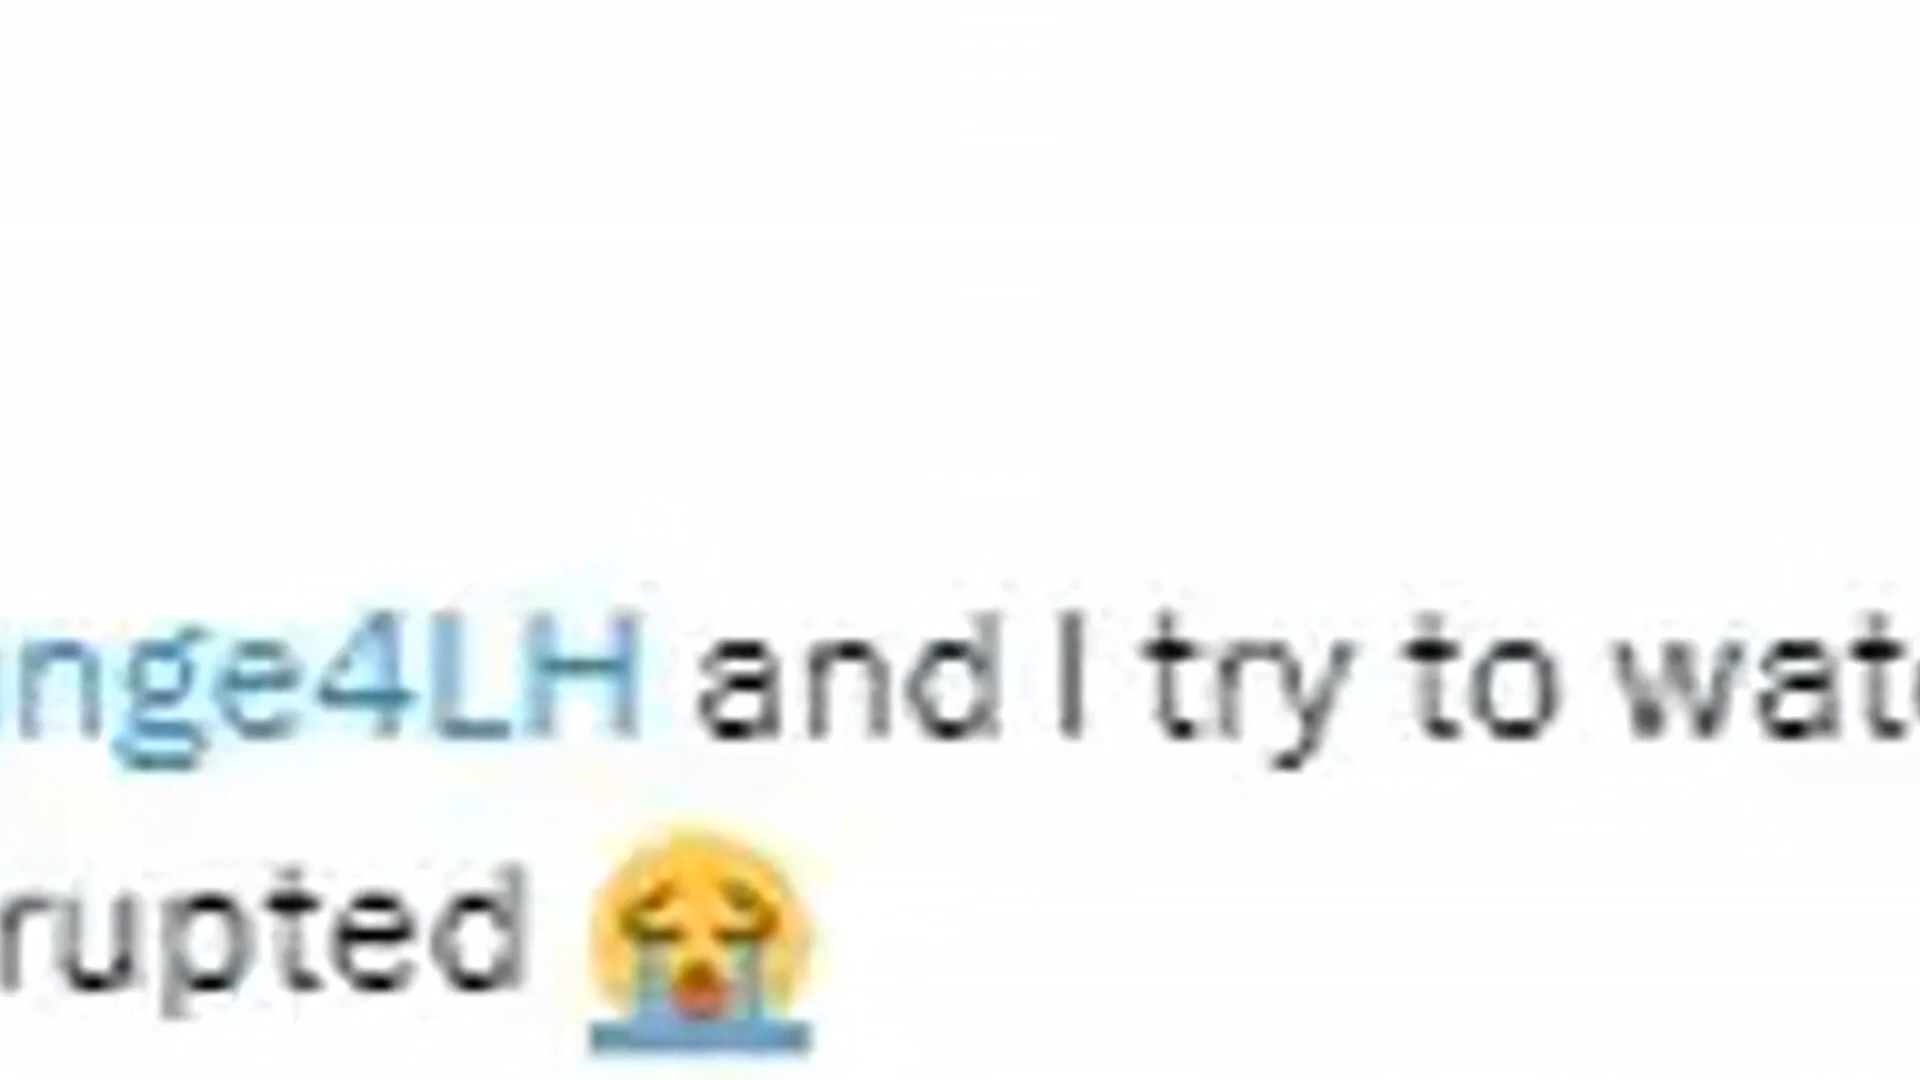 nge4LH and I try to wat
rupted 😭